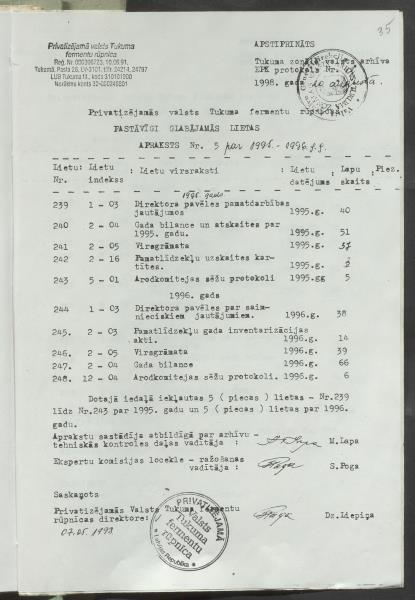 35
Privatizējamā valsts Tukuma
fermentu rūpnīca
Reg. Nr. 000306723, 10.06.91.
Tukumā, Pasta 26, LV-3101, tālr. 24214, 24797
LUB Tukuma fil., kods 310101900
Norēķinu konts
APSTIPRINĀTS
Tukuma zonālā valsts arhīva
EPK protokols Nr.
1998. gada
Privatizējamās valsts Tukuma fermentu rūpnīcas
PASTĀVĪGI GLABĀJAMĀS LIETAS
APRAKSTS Nr. 5 par 1995. - 1996.g.g.
Lietu: Lietu : Lietu virsraksti : Lietu Lapu Piez.
Nr. indekss datējums skaits
1995. gads
239 1 - 03 Direktora pavēles pamatdarbības
jautājumos 1995.g. 40
240 2 - 04 Gada bilance un atskaites par
1995. gadu. 1995.g. 51
241 2 - 05 Virsgrāmata 1995.g. 37
242 2 - 16 Pamatlīdzekļu uzskaites kar-
tītes. 1995.g.
243 5 - 01 Arodkomitejas sēžu protokoli 1995.gg 5
1996. gads
244 1 - 03 Direktora pavēles par saim-
nieciskiem jautājumiem. 1996.g. 38
245. 2 - 03 Pamatlīdzekļu gada inventarizācijas
akti. 1996.g. 14
246. 2 - 05 Virsgrāmata 1996.g. 39
247. 2 - 04 Gada bilance 1996.g. 66
248. 12 - 04 Arodkomitejas sēžu protokoli. 1996.g. 6
Dotajā iedaļā iekļautas 5 ( piecas ) lietas - Nr.239
līdz Nr.243 par 1995. gadu un 5 ( piecas ) lietas par 1996.
gadu.
Aprakstu sastādīja atbildīgā par arhīvu -
tehniskās kontroles daļas vadītāja : M.Lapa
Ekspertu komisijas locekle - ražošanas
vadītāja : S.Poga
Saskaņots
Privatizējamās Valsts Tukuma fermentu
rūpnīcas direktore: Dz.Liepiņa
07.05.1998
PRIVATIZĒJAMĀ
Valsts
Tukuma
fermentu
rūpnīca
Latvijas Republika